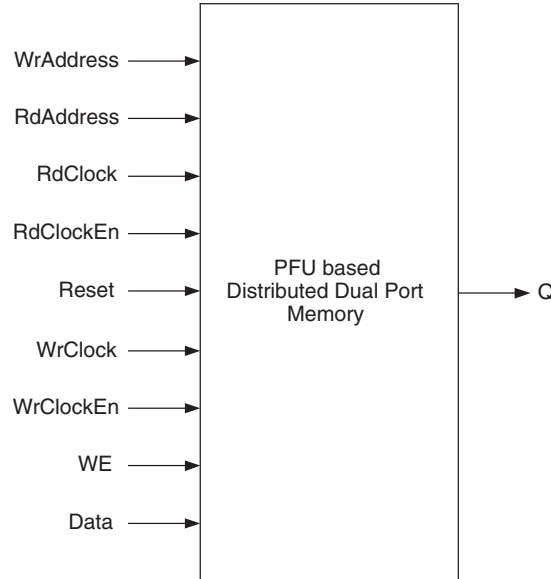 WrAddress
RdAddress
RdClock
RdClockEn
Reset
WrClock
WrClockEn
WE
Data
PFU based
Distributed Dual Port
Memory
Q